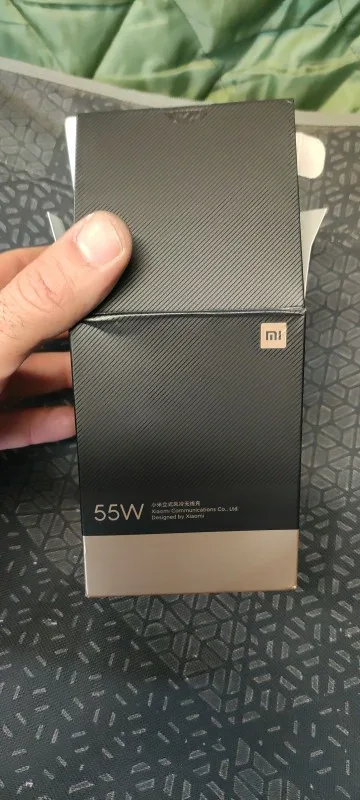 mi
55W
小米立式风冷无线充
Xiaomi Communications Co., Ltd
Designed by Xiaomi